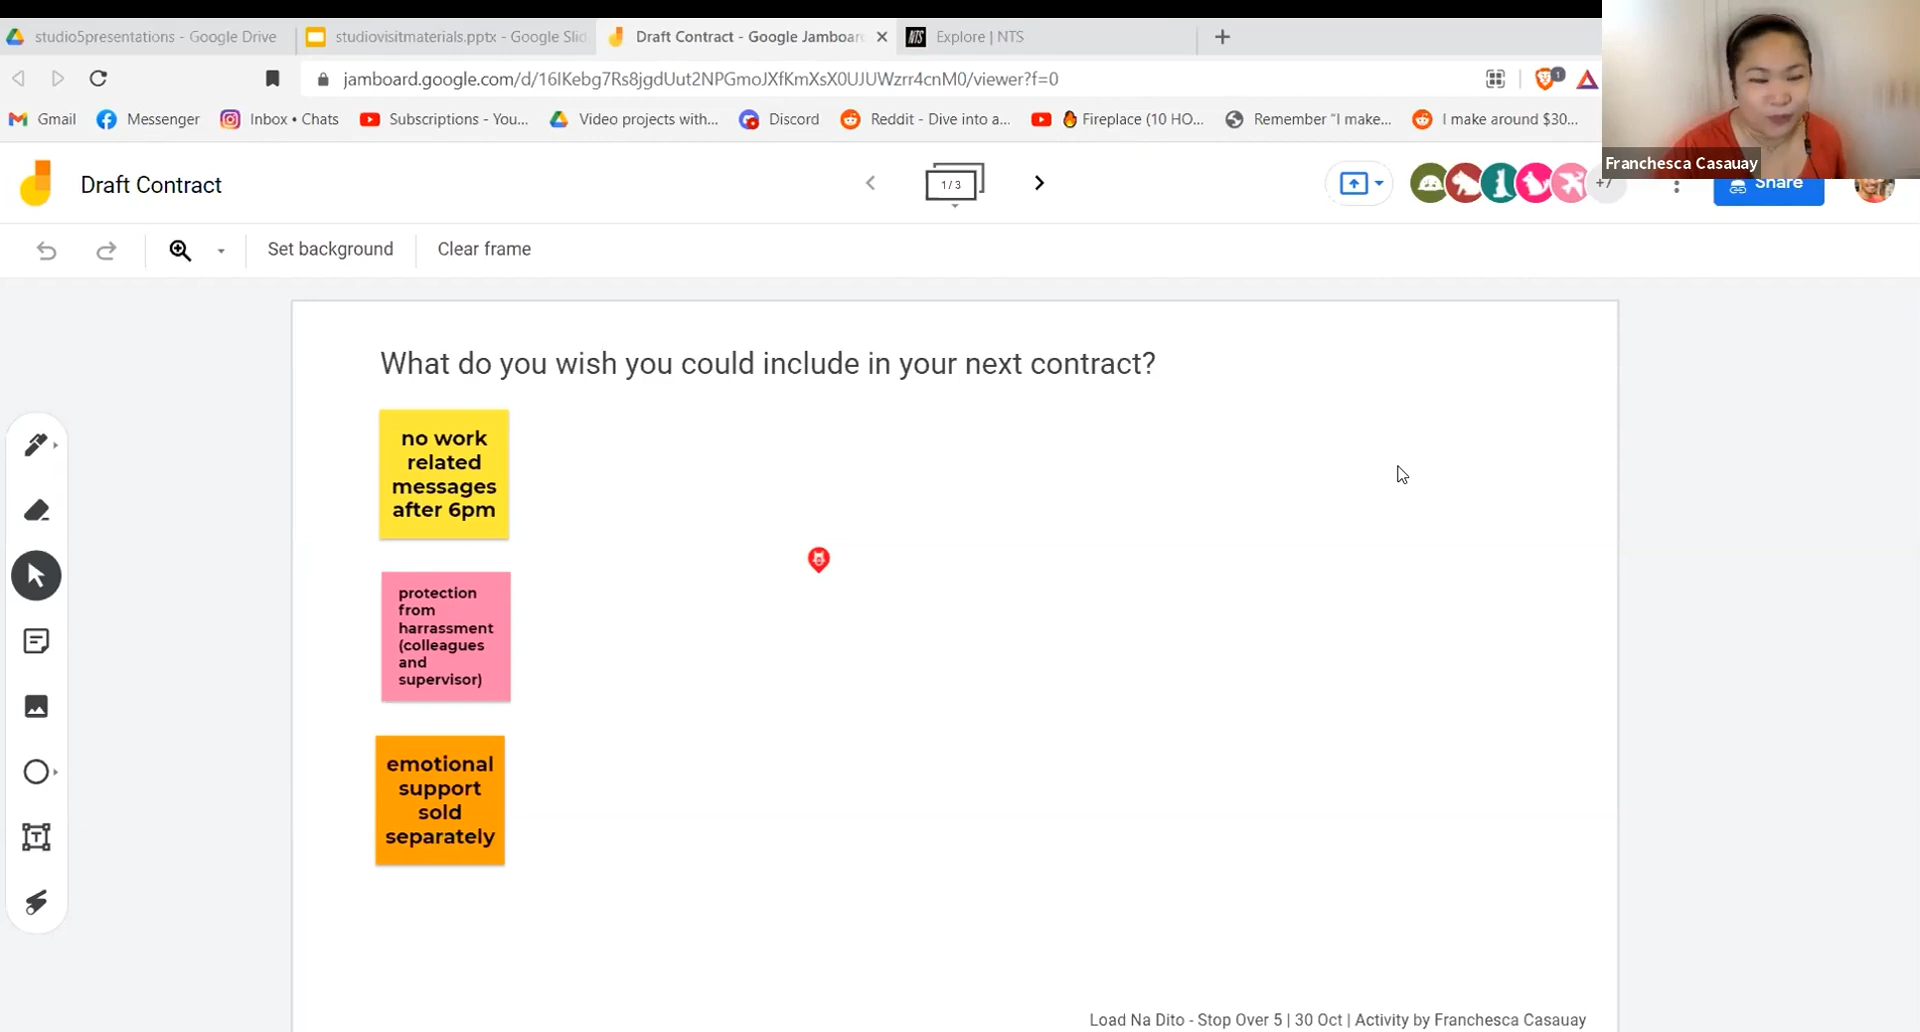 studio5presentations - Google Drive
studiovisitmaterials.pptx - Google Slid
Draft Contract - Google Jamboar
NTS
Explore | NTS
jamboard.google.com/d/16IKebg7Rs8jgdUut2NPGmoJXfKmXsX0UJUWzrr4cnM0/viewer?f=0
1
Gmail
Messenger
Inbox • Chats
Subscriptions - You...
Video projects with...
Discord
Reddit - Dive into a...
Fireplace (10 HO...
Remember "I make...
I make around $30...
Franchesca Casauay
Draft Contract
1 / 3
+7
Share
Set background
Clear frame
What do you wish you could include in your next contract?
no work
related
messages
after 6pm
protection
from
harrassment
(colleagues
and
supervisor)
emotional
support
sold
separately
Load Na Dito - Stop Over 5 | 30 Oct | Activity by Franchesca Casauay